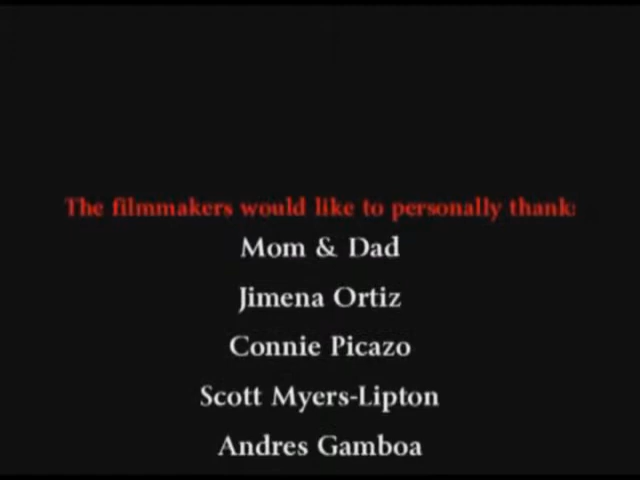 The filmmakers would like to personally thank:
Mom & Dad
Jimena Ortiz
Connie Picazo
Scott Myers-Lipton
Andres Gamboa